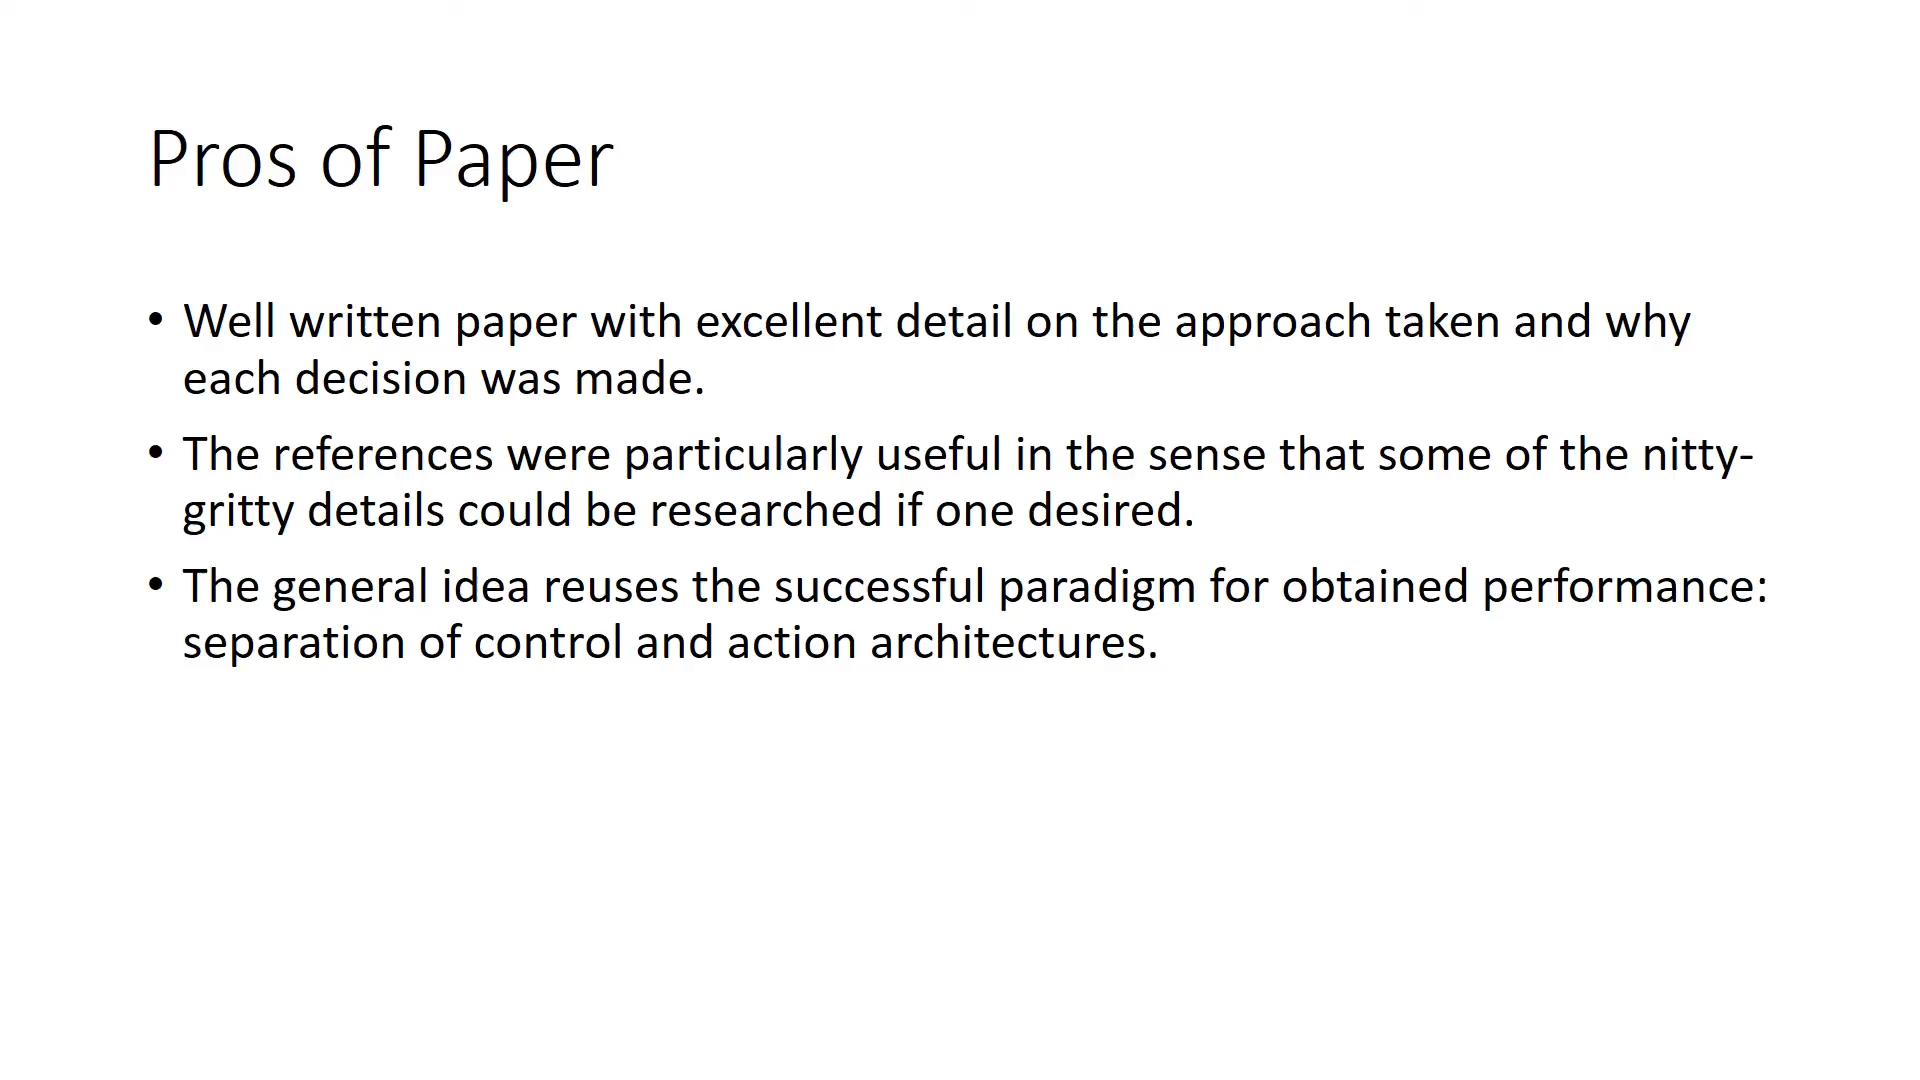 Pros of Paper
• Well written paper with excellent detail on the approach taken and why
each decision was made.
• The references were particularly useful in the sense that some of the nitty-
gritty details could be researched if one desired.
• The general idea reuses the successful paradigm for obtained performance:
separation of control and action architectures.